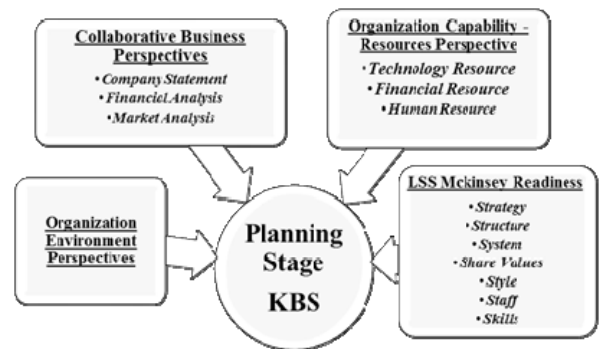 Collaborative Business
Perspectives
• Company Statement
• Financial Analysis
• Market Analysis
Organization Capability -
Resources Perspective
• Technology Resource
• Financial Resource
• Human Resource
Organization
Environment
Perspectives
Planning
Stage
KBS
LSS Mckinsey Readiness
• Strategy
• Structure
• System
• Share Values
• Style
• Staff
• Skills